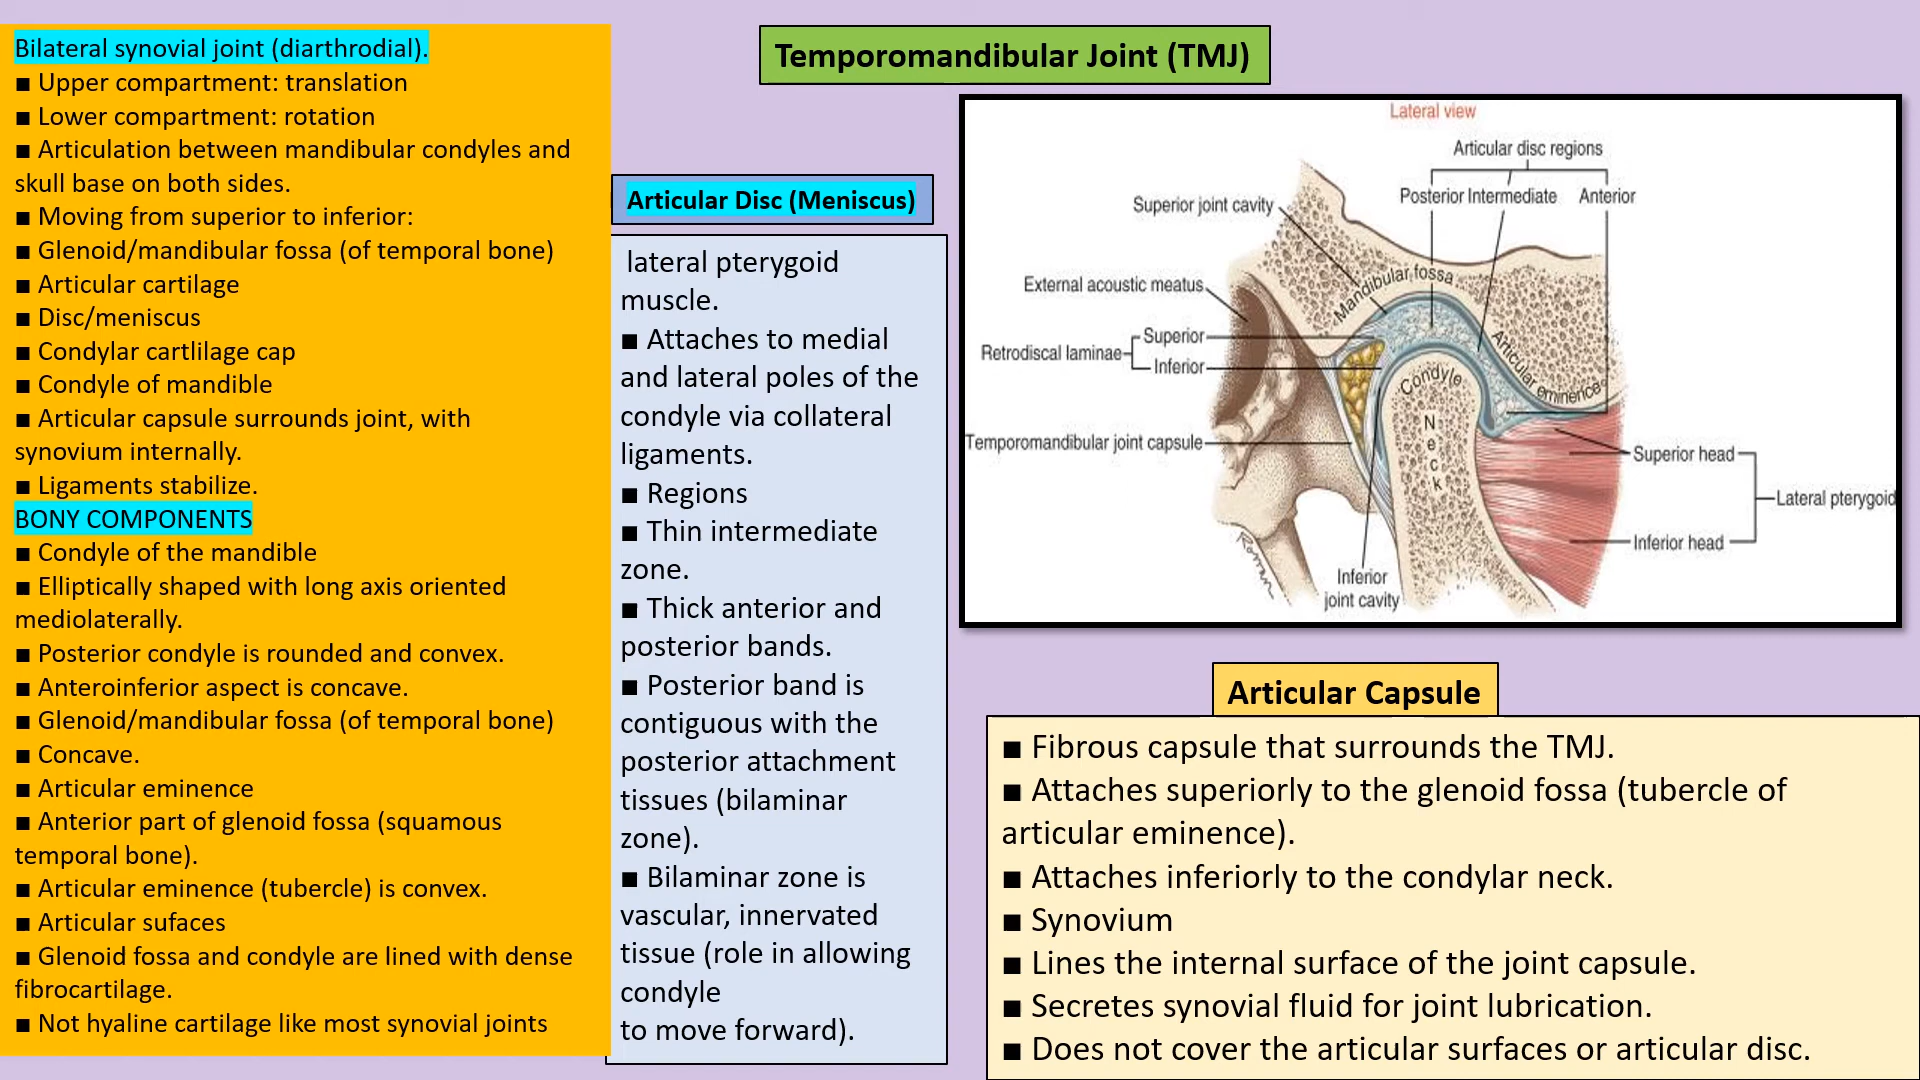 Temporomandibular Joint (TMJ)
Bilateral synovial joint (diarthrodial).
■ Upper compartment: translation
■ Lower compartment: rotation
■ Articulation between mandibular condyles and
skull base on both sides.
■ Moving from superior to inferior:
■ Glenoid/mandibular fossa (of temporal bone)
■ Articular cartilage
■ Disc/meniscus
■ Condylar cartlilage cap
■ Condyle of mandible
■ Articular capsule surrounds joint, with
synovium internally.
■ Ligaments stabilize.
BONY COMPONENTS
■ Condyle of the mandible
■ Elliptically shaped with long axis oriented
mediolaterally.
■ Posterior condyle is rounded and convex.
■ Anteroinferior aspect is concave.
■ Glenoid/mandibular fossa (of temporal bone)
■ Concave.
■ Articular eminence
■ Anterior part of glenoid fossa (squamous
temporal bone).
■ Articular eminence (tubercle) is convex.
■ Articular sufaces
■ Glenoid fossa and condyle are lined with dense
fibrocartilage.
■ Not hyaline cartilage like most synovial joints
Articular Disc (Meniscus)
lateral pterygoid
muscle.
■ Attaches to medial
and lateral poles of the
condyle via collateral
ligaments.
■ Regions
■ Thin intermediate
zone.
■ Thick anterior and
posterior bands.
■ Posterior band is
contiguous with the
posterior attachment
tissues (bilaminar
zone).
■ Bilaminar zone is
vascular, innervated
tissue (role in allowing
condyle
to move forward).
Lateral view
Articular disc regions
Posterior Intermediate Anterior
Superior joint cavity
External acoustic meatus
Mandibular fossa
Superior
Retrodiscal laminae
Inferior
Articular eminence
Condyle
Neck
Temporomandibular joint capsule
Superior head
Lateral pterygoid
Inferior head
Inferior
joint cavity
Roman
Articular Capsule
■ Fibrous capsule that surrounds the TMJ.
■ Attaches superiorly to the glenoid fossa (tubercle of
articular eminence).
■ Attaches inferiorly to the condylar neck.
■ Synovium
■ Lines the internal surface of the joint capsule.
■ Secretes synovial fluid for joint lubrication.
■ Does not cover the articular surfaces or articular disc.